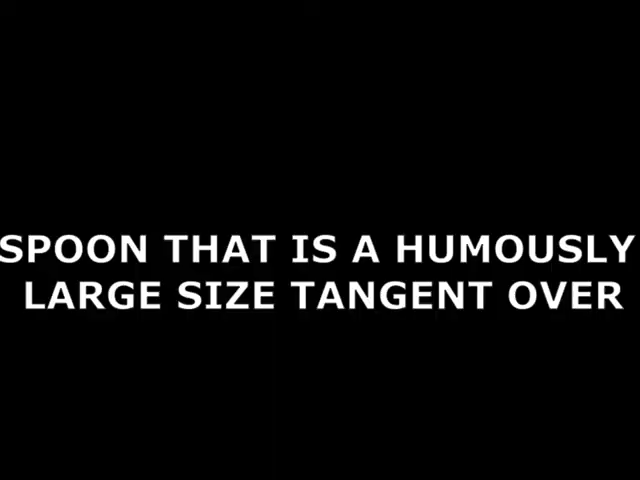 SPOON THAT IS A HUMOUSLY
LARGE SIZE TANGENT OVER